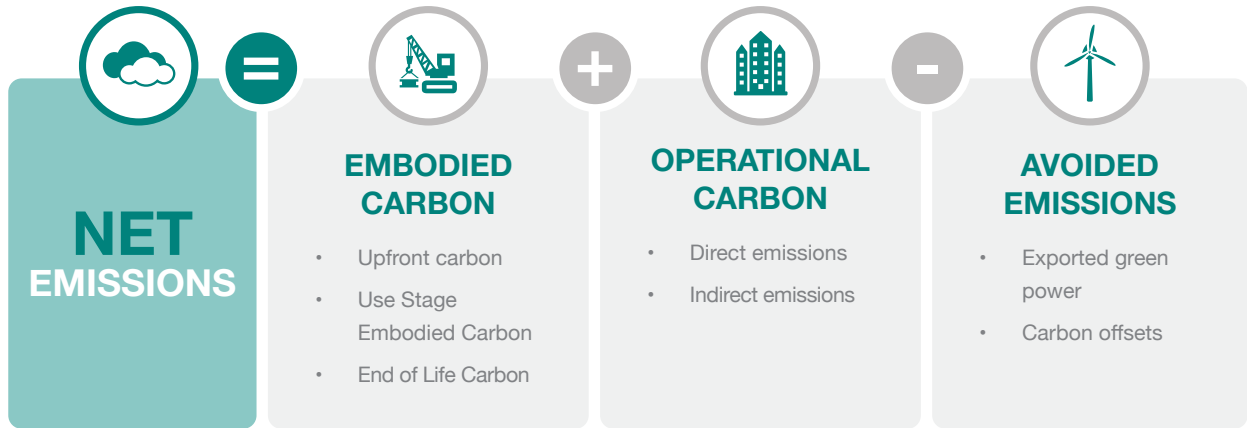 =
+
-
NET
EMISSIONS
EMBODIED
CARBON
• Upfront carbon
• Use Stage
Embodied Carbon
• End of Life Carbon
OPERATIONAL
CARBON
• Direct emissions
• Indirect emissions
AVOIDED
EMISSIONS
• Exported green
power
• Carbon offsets